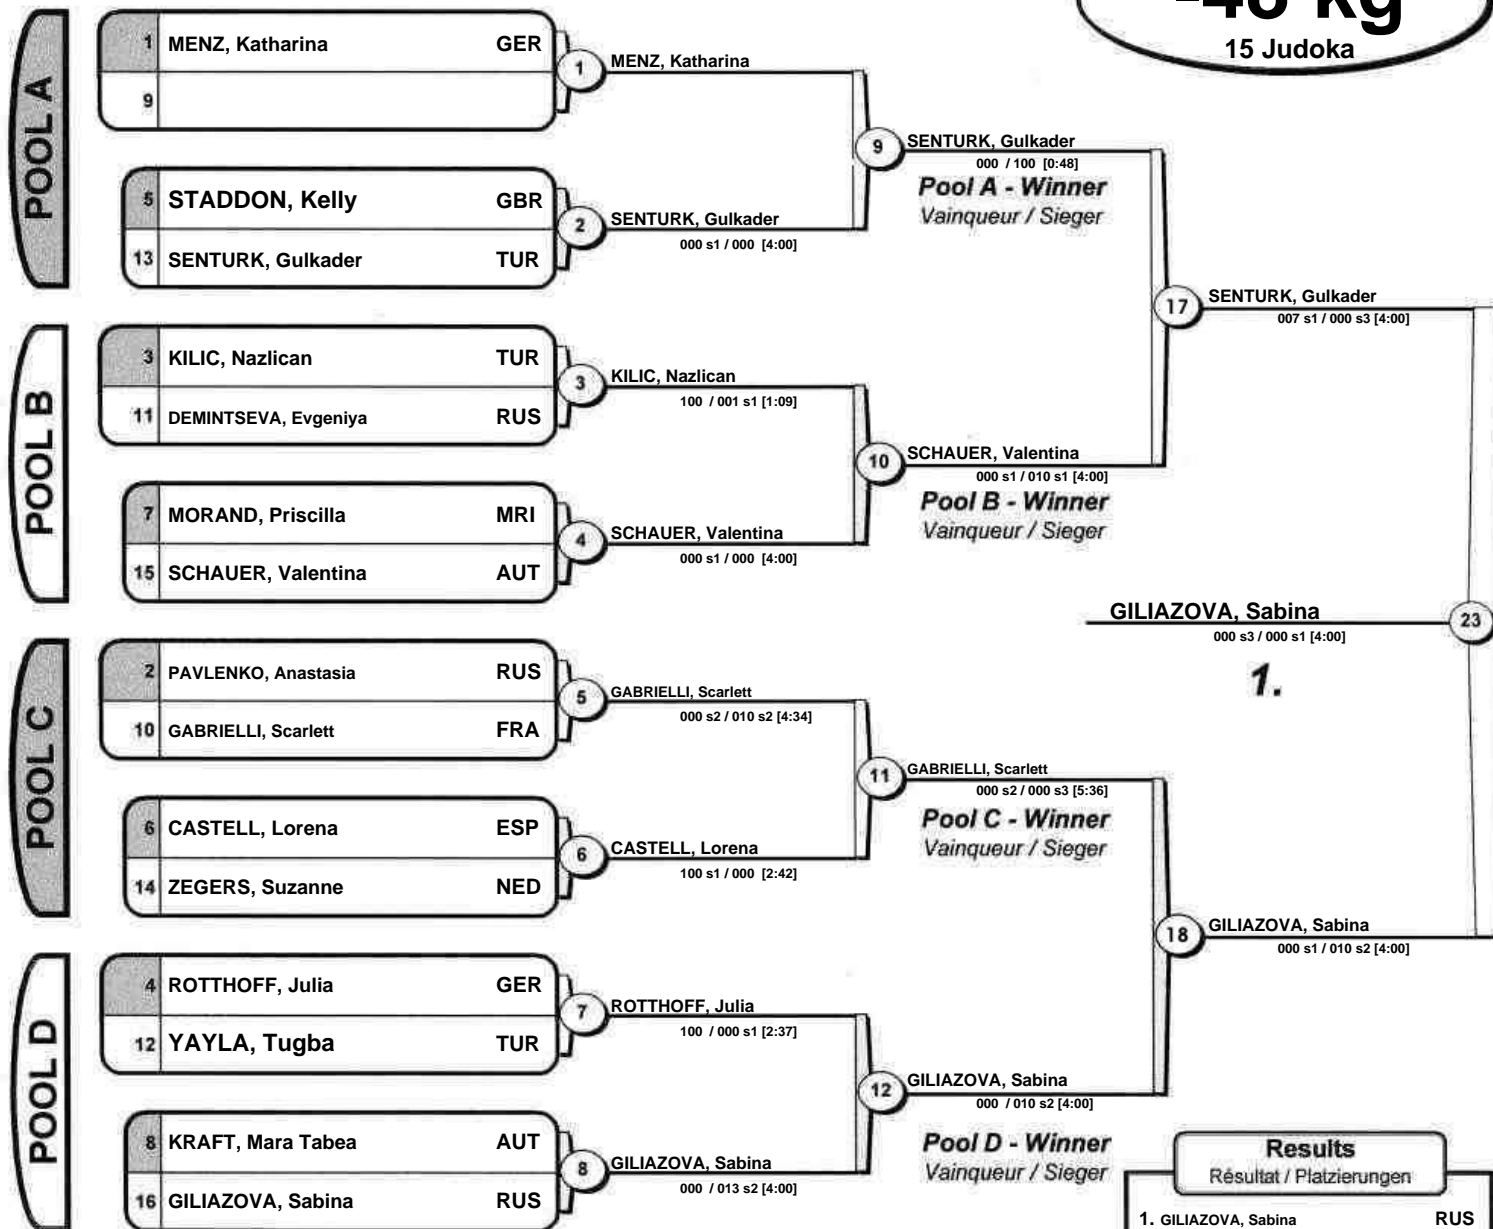 -48 kg
15 Judoka
POOL A
1 MENZ, Katharina GER
9
1 MENZ, Katharina
5 STADDON, Kelly GBR
13 SENTURK, Gulkader TUR
2 SENTURK, Gulkader
000 s1 / 000 [4:00]
9 SENTURK, Gulkader
000 / 100 [0:48]
Pool A - Winner
Vainqueur / Sieger
POOL B
3 KILIC, Nazlican TUR
11 DEMINTSEVA, Evgeniya RUS
3 KILIC, Nazlican
100 / 001 s1 [1:09]
7 MORAND, Priscilla MRI
15 SCHAUER, Valentina AUT
4 SCHAUER, Valentina
000 s1 / 000 [4:00]
10 SCHAUER, Valentina
000 s1 / 010 s1 [4:00]
Pool B - Winner
Vainqueur / Sieger
17 SENTURK, Gulkader
007 s1 / 000 s3 [4:00]
GILIAZOVA, Sabina 23
000 s3 / 000 s1 [4:00]
1.
POOL C
2 PAVLENKO, Anastasia RUS
10 GABRIELLI, Scarlett FRA
5 GABRIELLI, Scarlett
000 s2 / 010 s2 [4:34]
6 CASTELL, Lorena ESP
14 ZEGERS, Suzanne NED
6 CASTELL, Lorena
100 s1 / 000 [2:42]
11 GABRIELLI, Scarlett
000 s2 / 000 s3 [5:36]
Pool C - Winner
Vainqueur / Sieger
18 GILIAZOVA, Sabina
000 s1 / 010 s2 [4:00]
POOL D
4 ROTTHOFF, Julia GER
12 YAYLA, Tugba TUR
7 ROTTHOFF, Julia
100 / 000 s1 [2:37]
8 KRAFT, Mara Tabea AUT
16 GILIAZOVA, Sabina RUS
8 GILIAZOVA, Sabina
000 / 013 s2 [4:00]
12 GILIAZOVA, Sabina
000 / 010 s2 [4:00]
Pool D - Winner
Vainqueur / Sieger
Results
Résultat / Platzierungen
1. GILIAZOVA, Sabina RUS